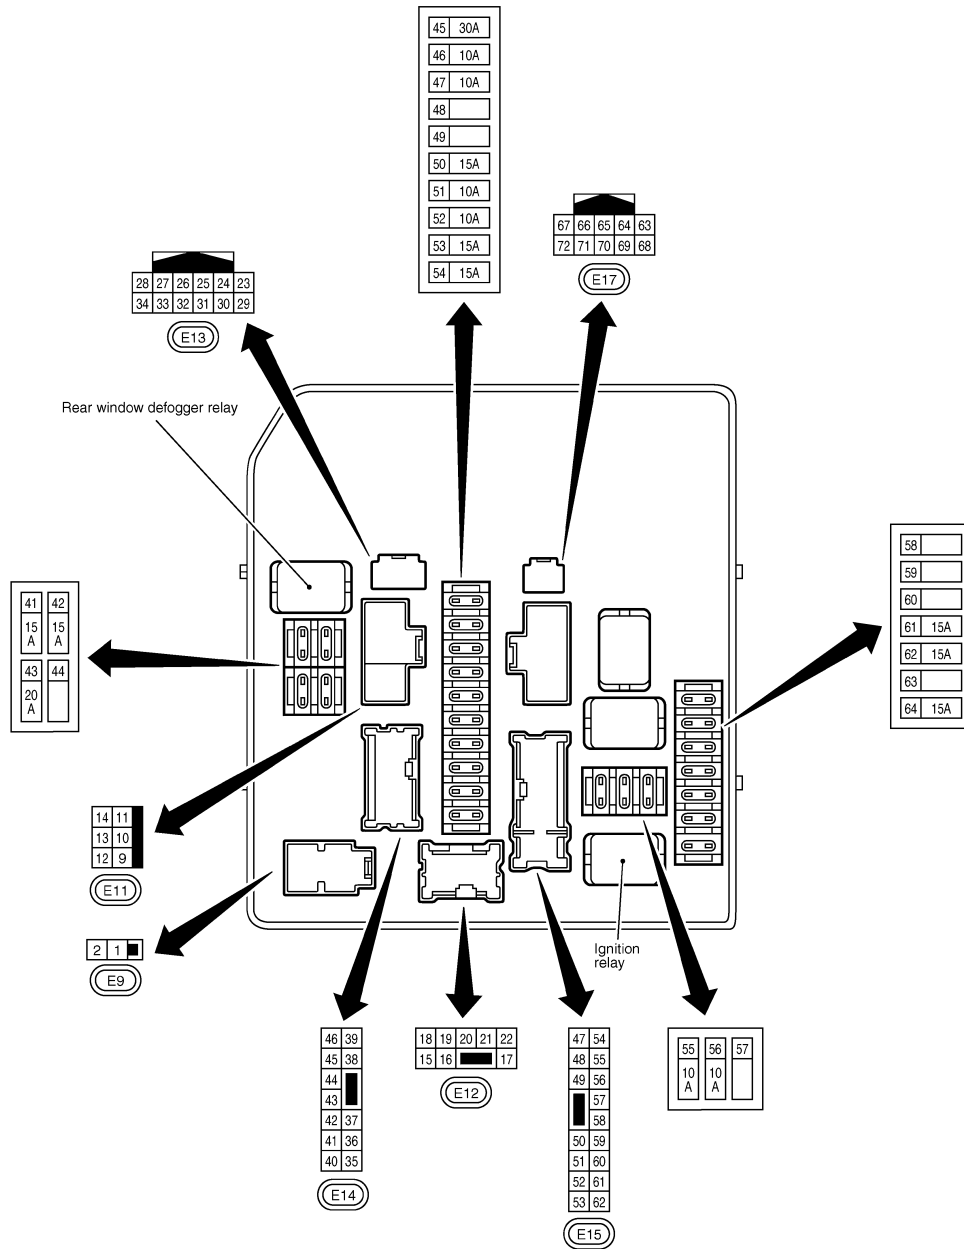 45 30A
46 10A
47 10A
48
49
50 15A
51 10A
52 10A
53 15A
54 15A
67 66 65 64 63
72 71 70 69 68
E17
28 27 26 25 24 23
34 33 32 31 30 29
E13
Rear window defogger relay
58
59
60
61 15A
62 15A
63
64 15A
41 42
15 15
A A
43 44
20
A
14 11
13 10
12 9
E11
2 1
E9
Ignition
relay
46 39
45 38
44
43
42 37
41 36
40 35
E14
18 19 20 21 22
15 16 17
E12
47 54
48 55
49 56
57
58
50 59
51 60
52 61
53 62
E15
55 56 57
10 10
A A